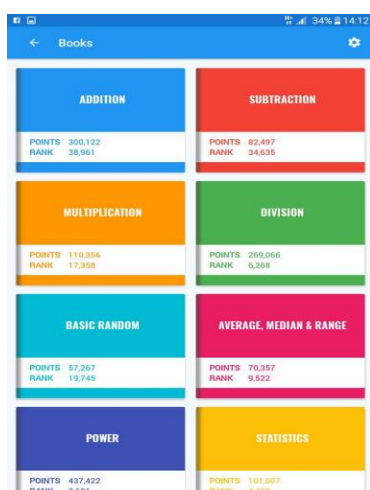 34% 14:12
Books
ADDITION
POINTS 300,122
RANK 38,961
SUBTRACTION
POINTS 82,497
RANK 34,635
MULTIPLICATION
POINTS 110,356
RANK 17,358
DIVISION
POINTS 269,066
RANK 6,268
BASIC RANDOM
POINTS 57,267
RANK 19,745
AVERAGE, MEDIAN & RANGE
POINTS 70,357
RANK 9,522
POWER
POINTS 437,422
RANK
STATISTICS
POINTS 101,007
RANK